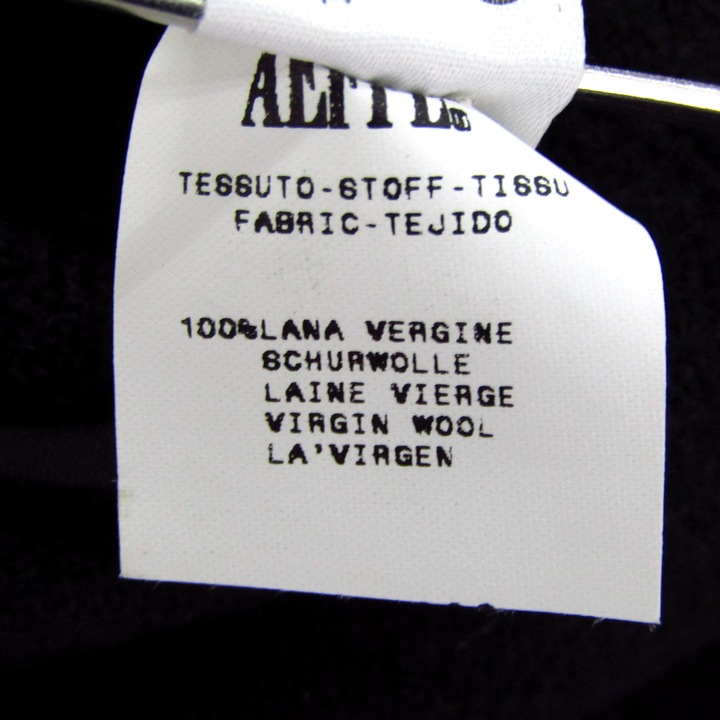 AEFFE
TESSUTO-STOFF-TISSU
FABRIC-TEJIDO
100%LANA VERGINE
SCHURWOLLE
LAINE VIERGE
VIRGIN WOOL
LA'VIRGEN